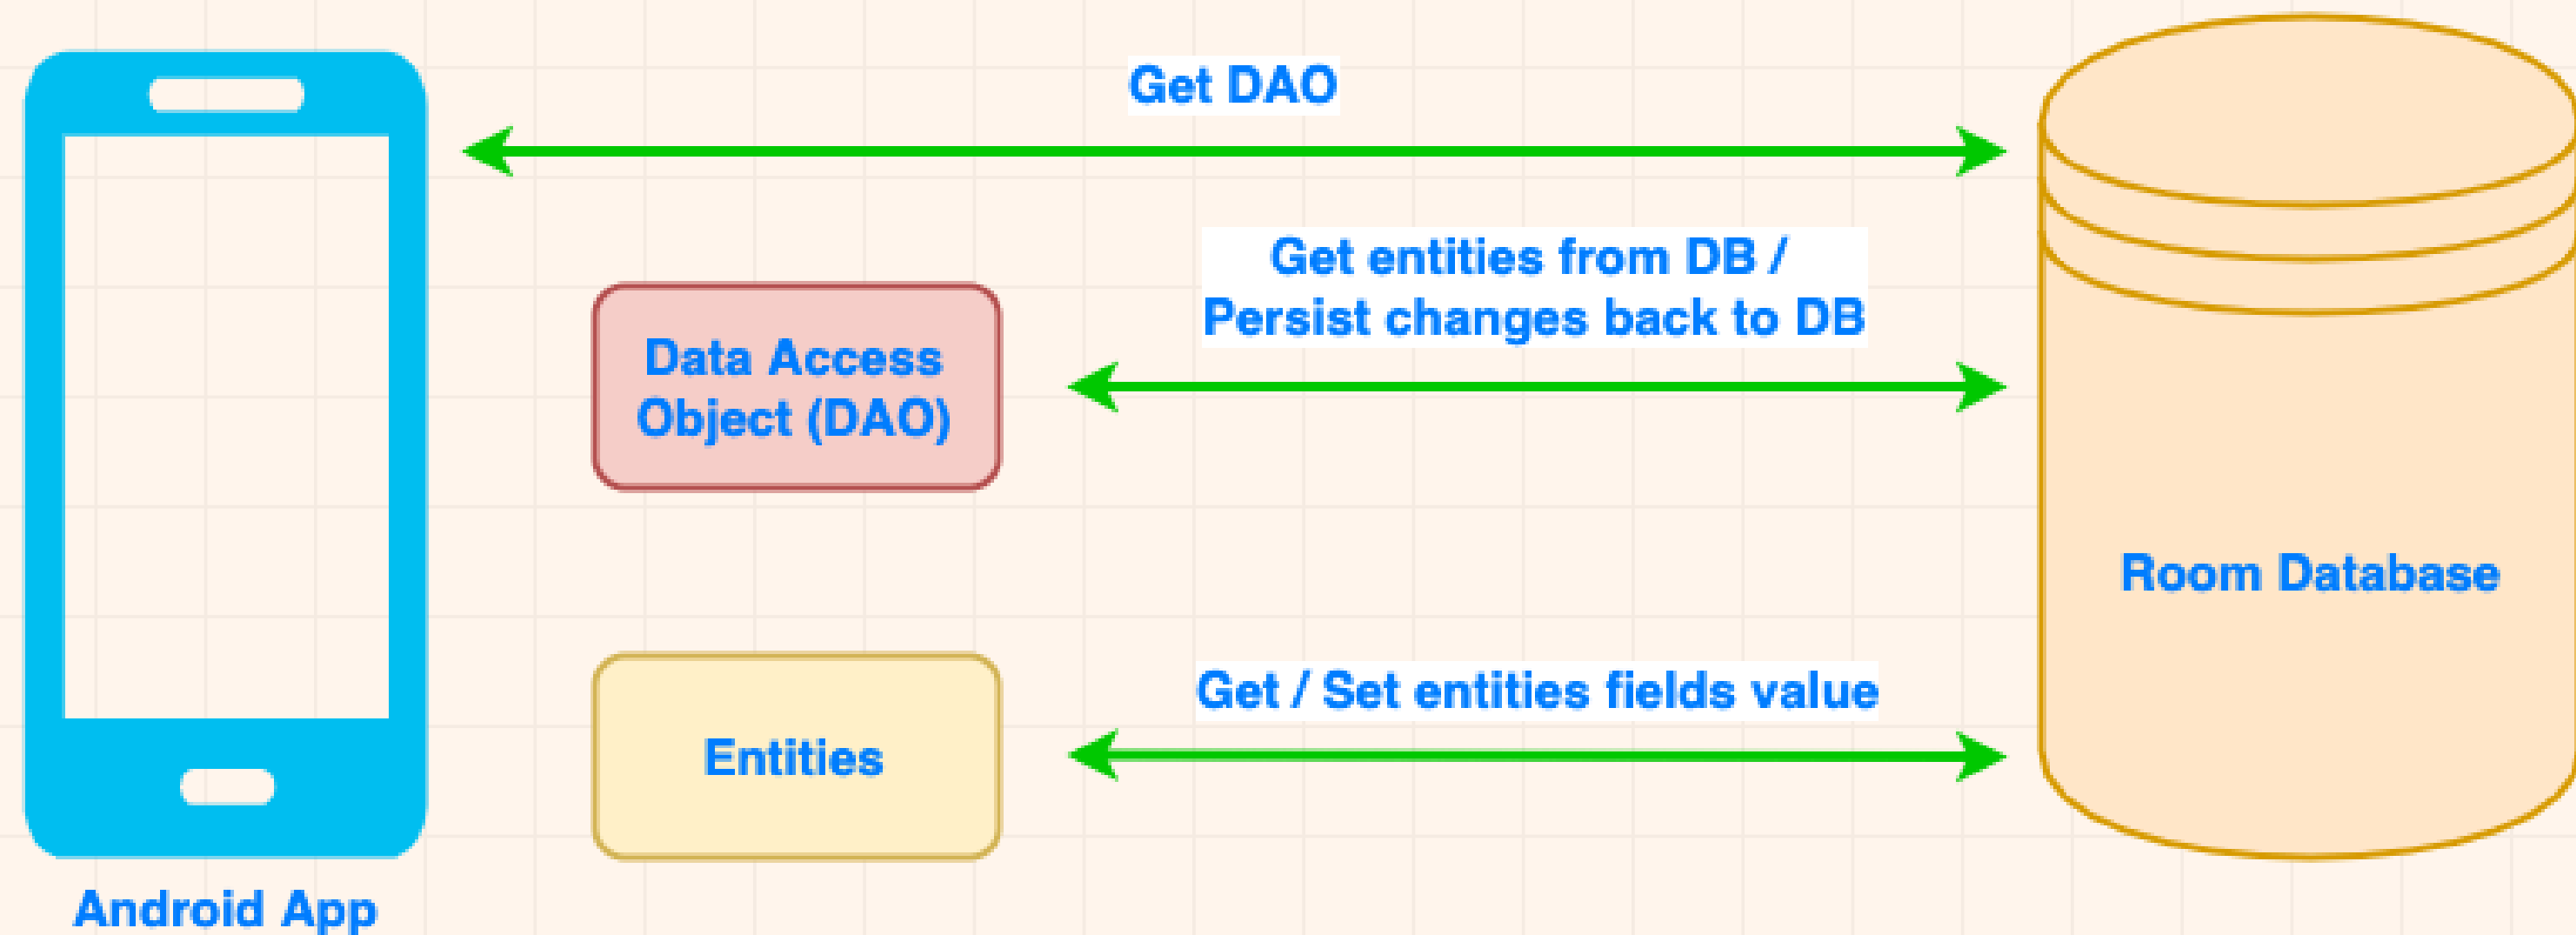 Get DAO
Get entities from DB /
Persist changes back to DB
Data Access
Object (DAO)
Room Database
Get / Set entities fields value
Entities
Android App